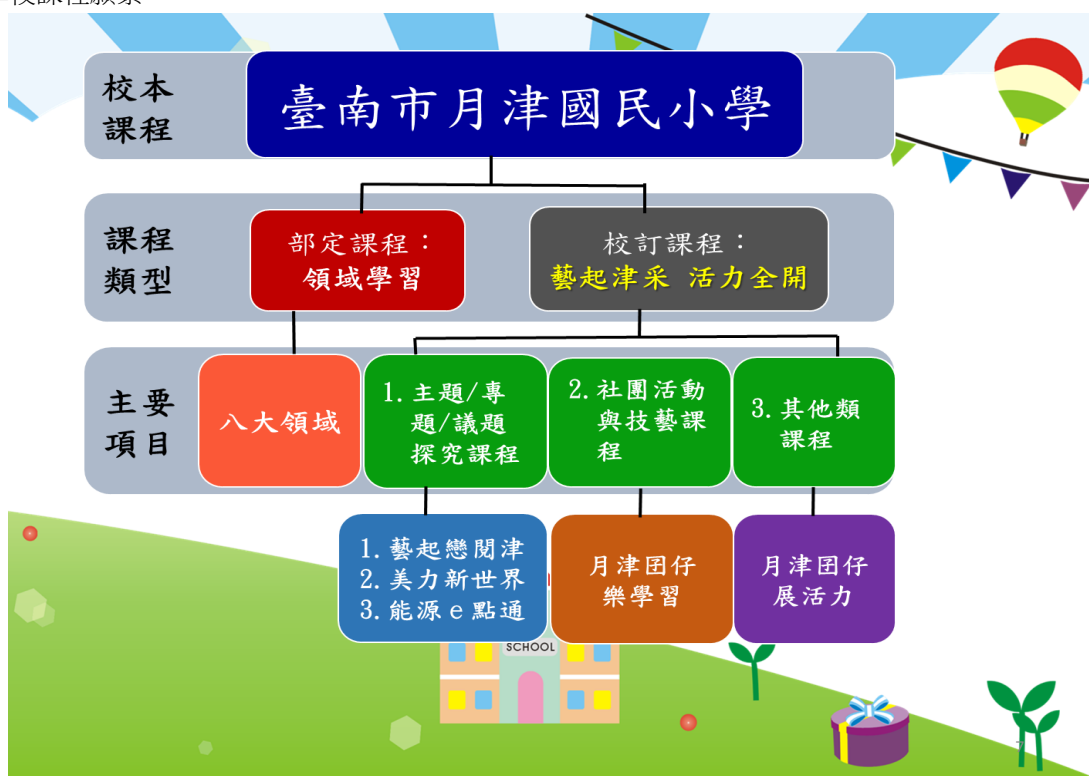 校本
課程
臺南市月津國民小學
課程
類型
部定課程：
領域學習
校訂課程：
藝起津采 活力全開
主要
項目
八大領域
1. 主題/專
題/議題
探究課程
2. 社團活動
與技藝課
程
3. 其他類
課程
1. 藝起戀閱津
2. 美力新世界
3. 能源e點通
月津囝仔
樂學習
月津囝仔
展活力
SCHOOL
7